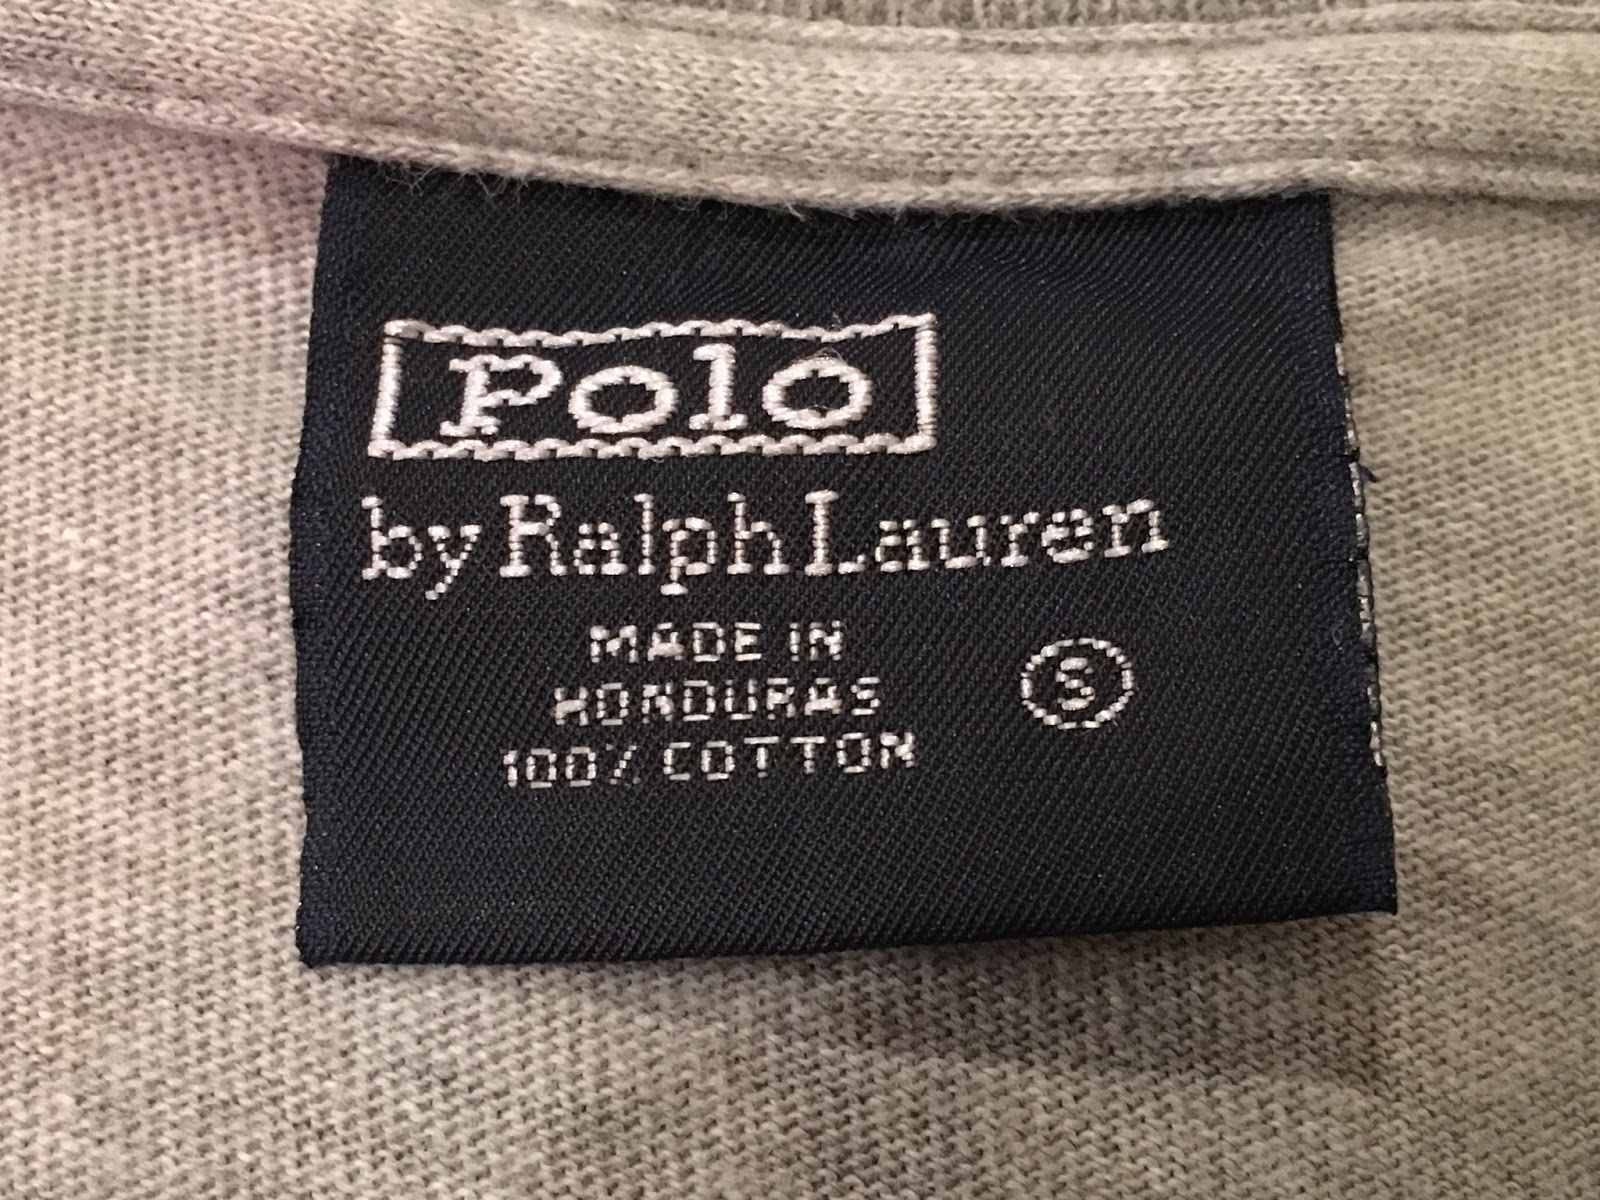 Polo
by Ralph Lauren
MADE IN
HONDURAS
100% COTTON
S